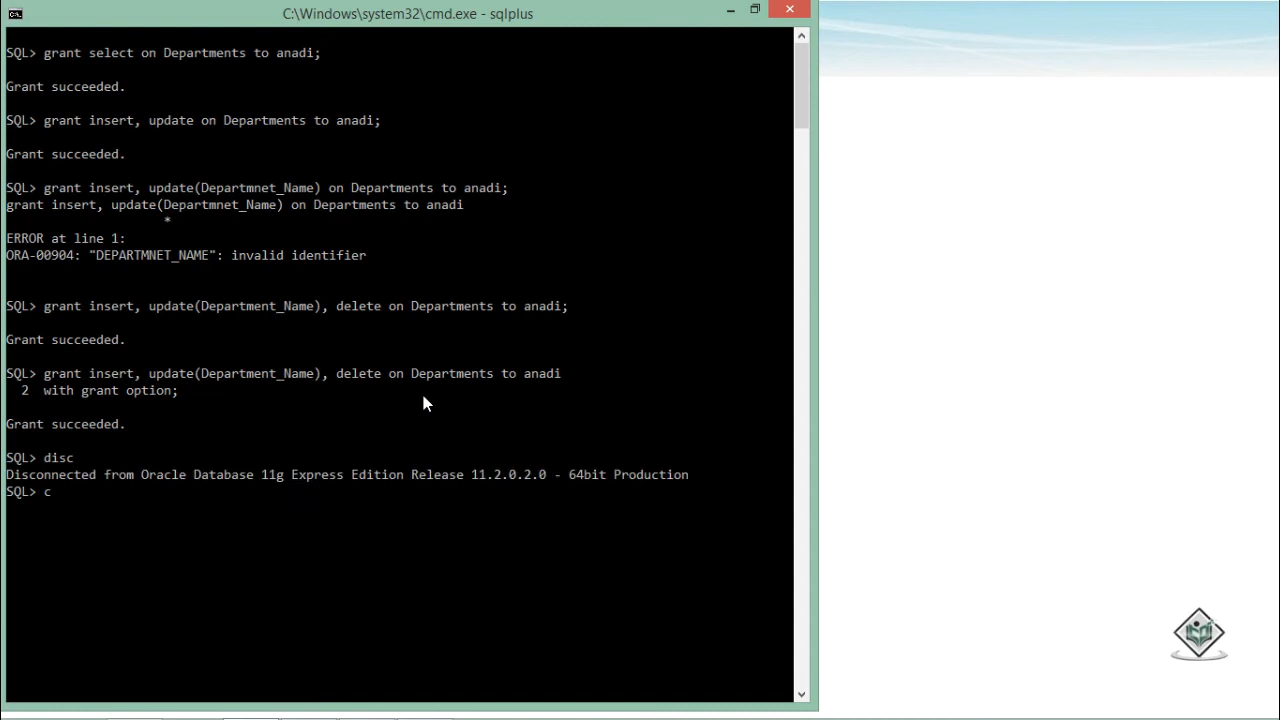 C:\Windows\system32\cmd.exe - sqlplus
SQL> grant select on Departments to anadi;
Grant succeeded.
SQL> grant insert, update on Departments to anadi;
Grant succeeded.
SQL> grant insert, update(Departmnet_Name) on Departments to anadi;
grant insert, update(Departmnet_Name) on Departments to anadi
*
ERROR at line 1:
ORA-00904: "DEPARTMNET_NAME": invalid identifier
SQL> grant insert, update(Department_Name), delete on Departments to anadi;
Grant succeeded.
SQL> grant insert, update(Department_Name), delete on Departments to anadi
2 with grant option;
Grant succeeded.
SQL> disc
Disconnected from Oracle Database 11g Express Edition Release 11.2.0.2.0 - 64bit Production
SQL> c